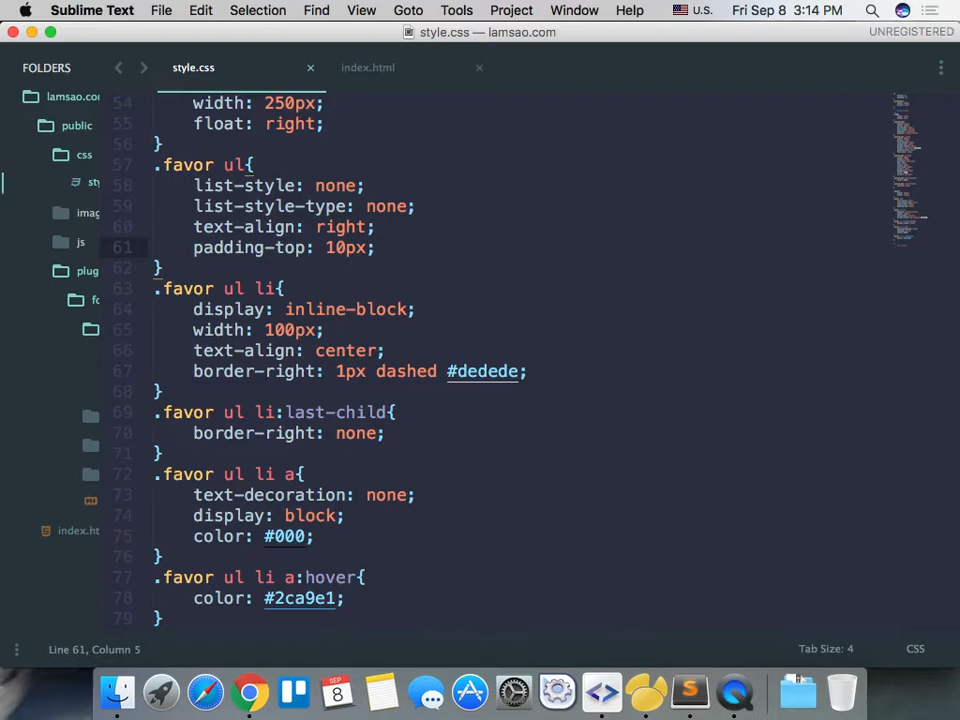 Sublime Text File Edit Selection Find View Goto Tools Project Window Help U.S. Fri Sep 8 3:14 PM
style.css — lamsao.com UNREGISTERED
FOLDERS
style.css × index.html ×
lamsao.co
public
css
sty
imag
js
plug
fo
index.ht
54 width: 250px;
55 float: right;
56 }
57 .favor ul{
58 list-style: none;
59 list-style-type: none;
60 text-align: right;
61 padding-top: 10px;
62 }
63 .favor ul li{
64 display: inline-block;
65 width: 100px;
66 text-align: center;
67 border-right: 1px dashed #dedede;
68 }
69 .favor ul li:last-child{
70 border-right: none;
71 }
72 .favor ul li a{
73 text-decoration: none;
74 display: block;
75 color: #000;
76 }
77 .favor ul li a:hover{
78 color: #2ca9e1;
79 }
Line 61, Column 5 Tab Size: 4 CSS
SEP
8